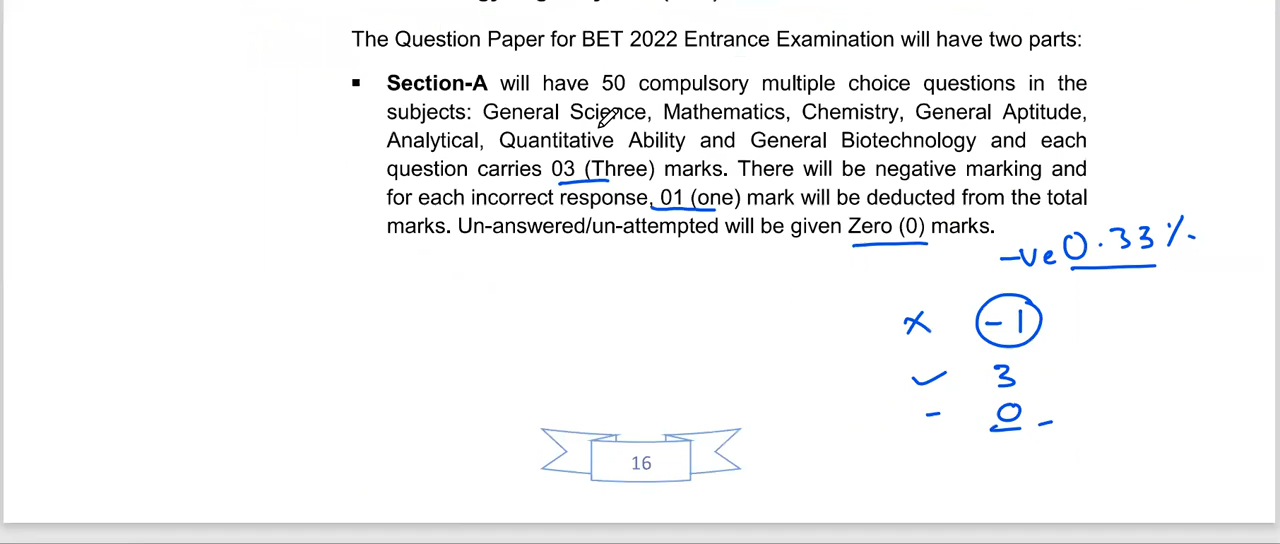 The Question Paper for BET 2022 Entrance Examination will have two parts:
▪ Section-A will have 50 compulsory multiple choice questions in the
subjects: General Science, Mathematics, Chemistry, General Aptitude,
Analytical, Quantitative Ability and General Biotechnology and each
question carries 03 (Three) marks. There will be negative marking and
for each incorrect response, 01 (one) mark will be deducted from the total
marks. Un-answered/un-attempted will be given Zero (0) marks.
-ve 0.33%
✗ -1
✓ 3
- 0 -
16